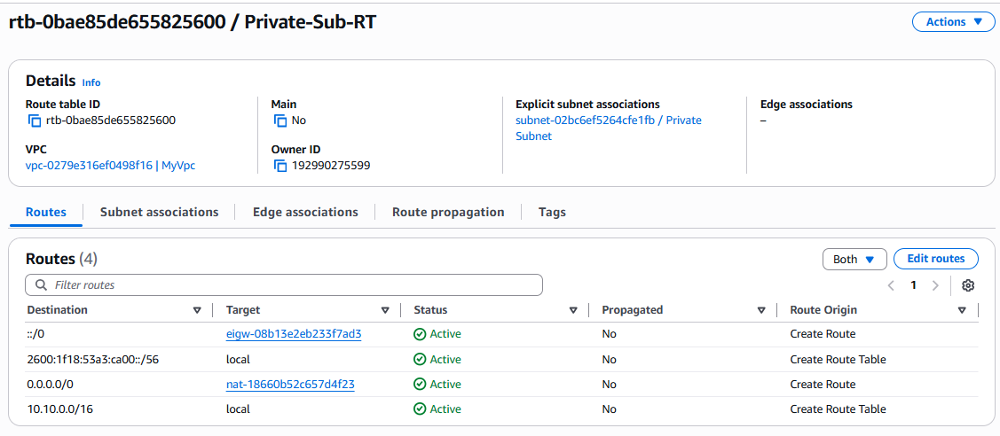 rtb-0bae85de655825600 / Private-Sub-RT
Actions
Details Info
Route table ID
rtb-0bae85de655825600
Main
No
Explicit subnet associations
subnet-02bc6ef5264cfe1fb / Private
Subnet
Edge associations
–
VPC
vpc-0279e316ef0498f16 | MyVpc
Owner ID
192990275599
Routes Subnet associations Edge associations Route propagation Tags
Routes (4)
Both
Edit routes
Filter routes
1
Destination Target Status Propagated Route Origin
::/0 eigw-08b13e2eb233f7ad3 Active No Create Route
2600:1f18:53a3:ca00::/56 local Active No Create Route Table
0.0.0.0/0 nat-18660b52c657d4f23 Active No Create Route
10.10.0.0/16 local Active No Create Route Table